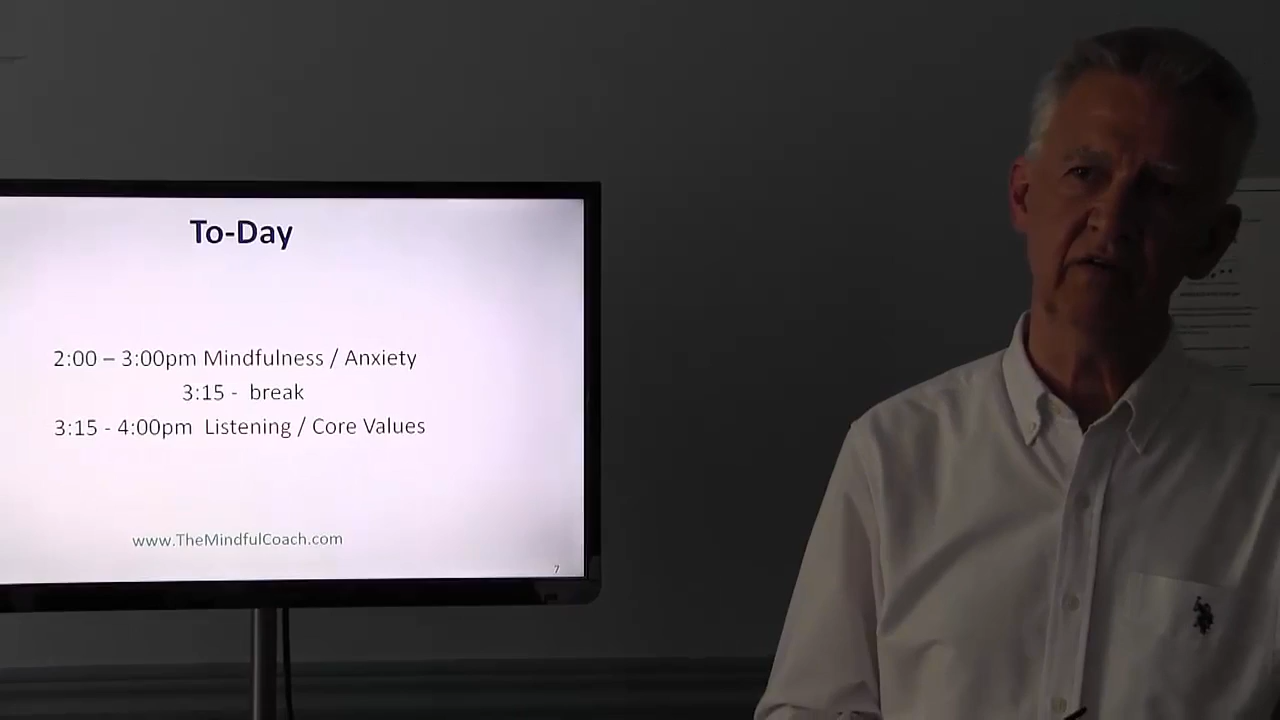 To-Day
2:00 – 3:00pm Mindfulness / Anxiety
3:15 -  break
3:15 - 4:00pm  Listening / Core Values
www.TheMindfulCoach.com
7